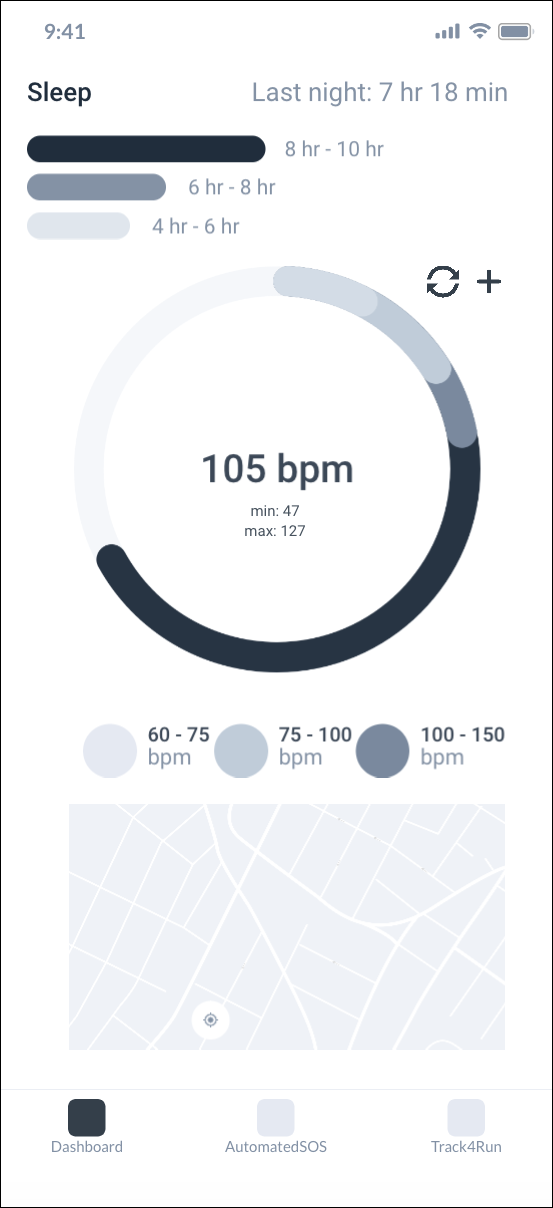 9:41
Sleep Last night: 7 hr 18 min
8 hr - 10 hr
6 hr - 8 hr
4 hr - 6 hr
105 bpm
min: 47
max: 127
60 - 75 bpm
75 - 100 bpm
100 - 150 bpm
Dashboard AutomatedSOS Track4Run